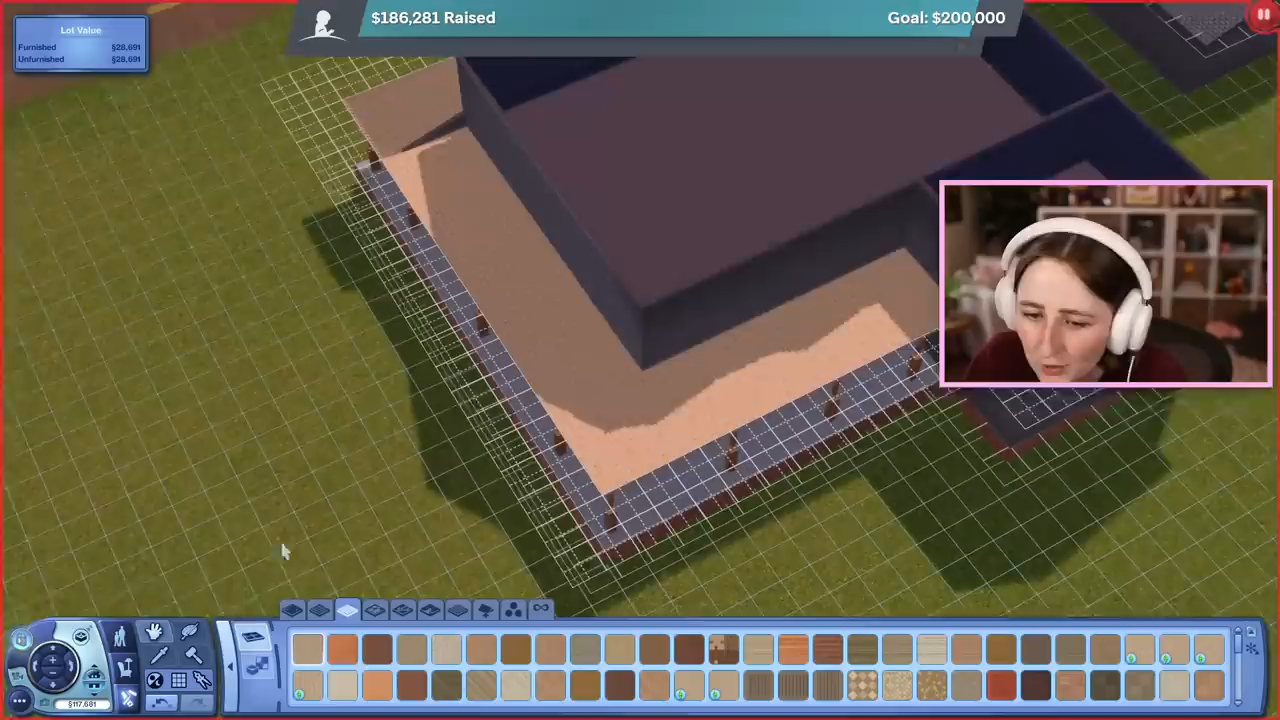 $186,281 Raised
Goal: $200,000
Lot Value
Furnished §28,691
Unfurnished §28,691
§117,681